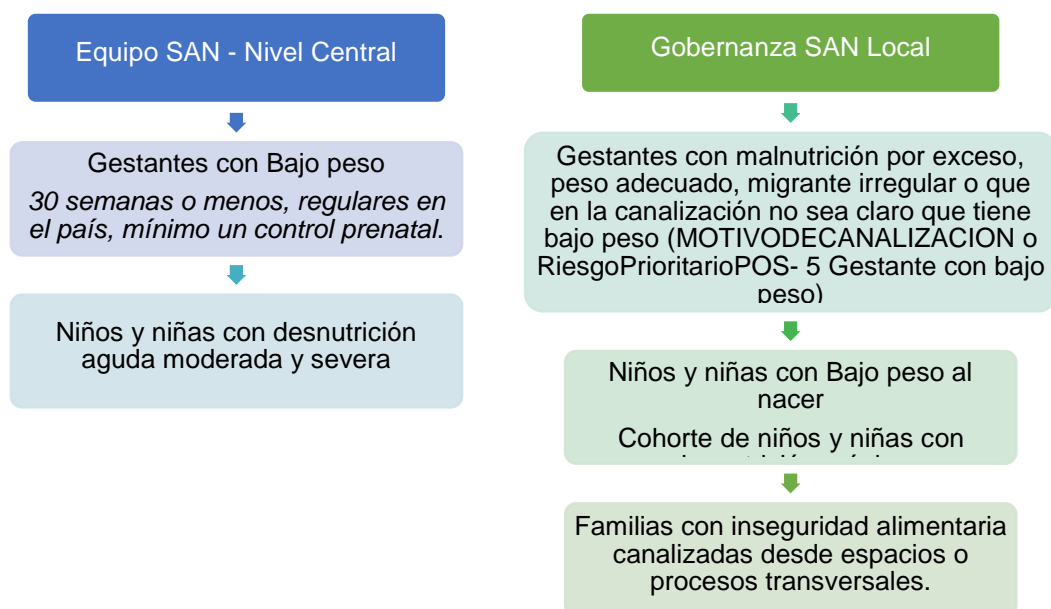 Equipo SAN - Nivel Central
Gestantes con Bajo peso
30 semanas o menos, regulares en
el país, mínimo un control prenatal.
Niños y niñas con desnutrición
aguda moderada y severa
Gobernanza SAN Local
Gestantes con malnutrición por exceso,
peso adecuado, migrante irregular o que
en la canalización no sea claro que tiene
bajo peso (MOTIVODECANALIZACION o
RiesgoPrioritarioPOS- 5 Gestante con bajo
peso)
Niños y niñas con Bajo peso al
nacer
Cohorte de niños y niñas con
Familias con inseguridad alimentaria
canalizadas desde espacios o
procesos transversales.